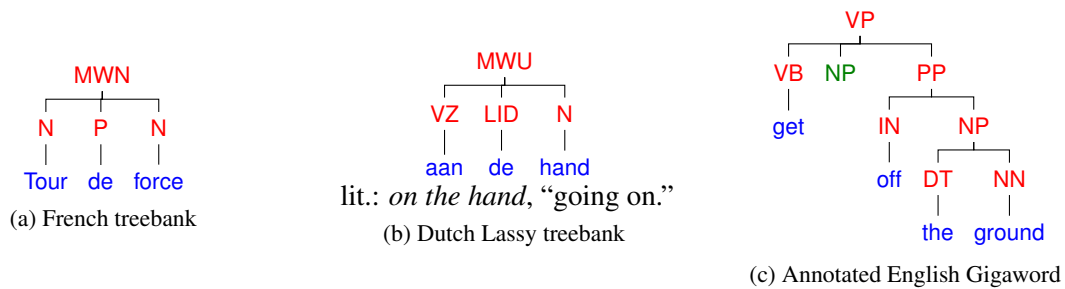 MWN
N P N
Tour de force
(a) French treebank
MWU
VZ LID N
aan de hand
lit.: on the hand, “going on.”
(b) Dutch Lassy treebank
VP
VB NP PP
get IN NP
off DT NN
the ground
(c) Annotated English Gigaword